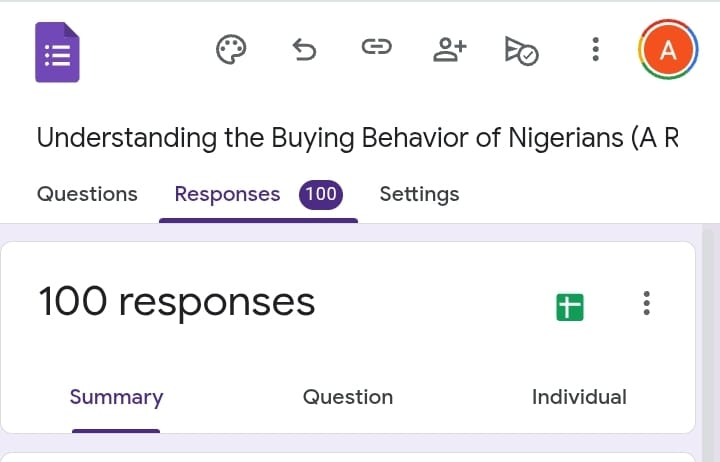 A
Understanding the Buying Behavior of Nigerians (A R
Questions Responses 100 Settings
100 responses
Summary Question Individual